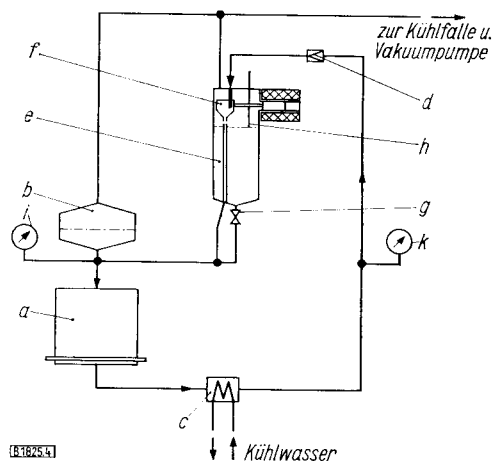 zur Kühlfalle u.
Vakuumpumpe
f
d
e
h
b
g
i
k
a
c
Kühlwasser
B1825.4